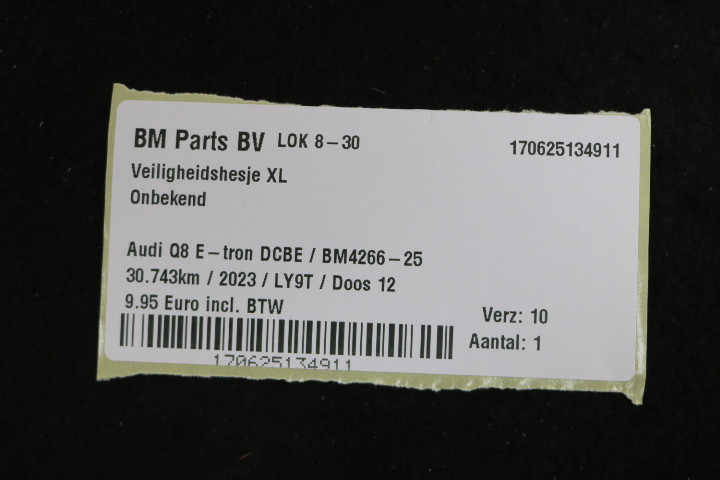 BM Parts BV LOK 8-30 170625134911
Veiligheidshesje XL
Onbekend
Audi Q8 E-tron DCBE / BM4266-25
30.743km / 2023 / LY9T / Doos 12
9.95 Euro incl. BTW
Verz: 10
Aantal: 1
170625134911